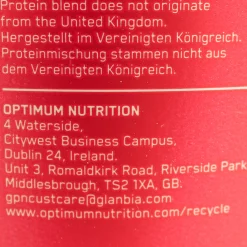 Protein blend does not originate
from the United Kingdom.
Hergestellt im Vereinigten Königreich.
Proteinmischung stammen nicht aus
dem Vereinigten Königreich.
OPTIMUM NUTRITION
4 Waterside,
Citywest Business Campus,
Dublin 24, Ireland.
Unit 3, Romaldkirk Road, Riverside Park
Middlesbrough, TS2 1XA, GB.
gpncustcare@glanbia.com
www.optimumnutrition.com/recycle